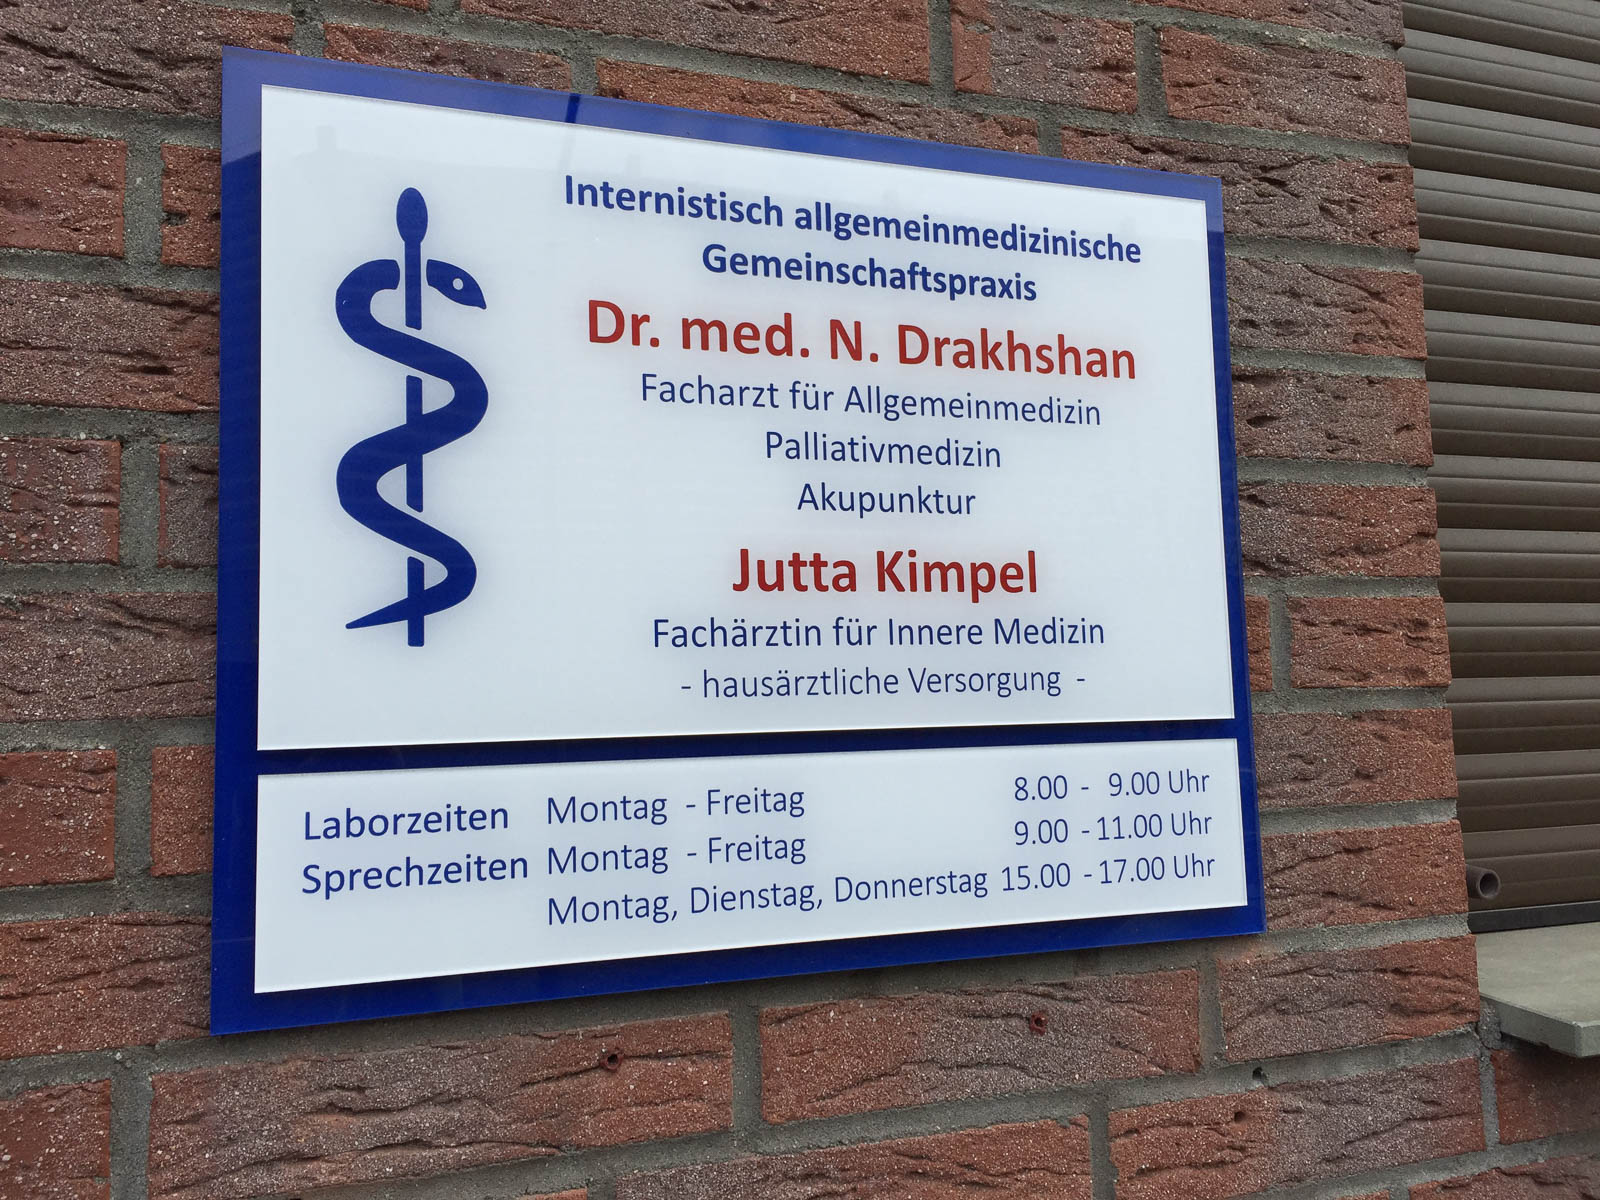 Internistisch allgemeinmedizinische
Gemeinschaftspraxis
Dr. med. N. Drakhshan
Facharzt für Allgemeinmedizin
Palliativmedizin
Akupunktur
Jutta Kimpel
Fachärztin für Innere Medizin
- hausärztliche Versorgung -
Laborzeiten Montag - Freitag 8.00 - 9.00 Uhr
Sprechzeiten Montag - Freitag 9.00 - 11.00 Uhr
Montag, Dienstag, Donnerstag 15.00 - 17.00 Uhr